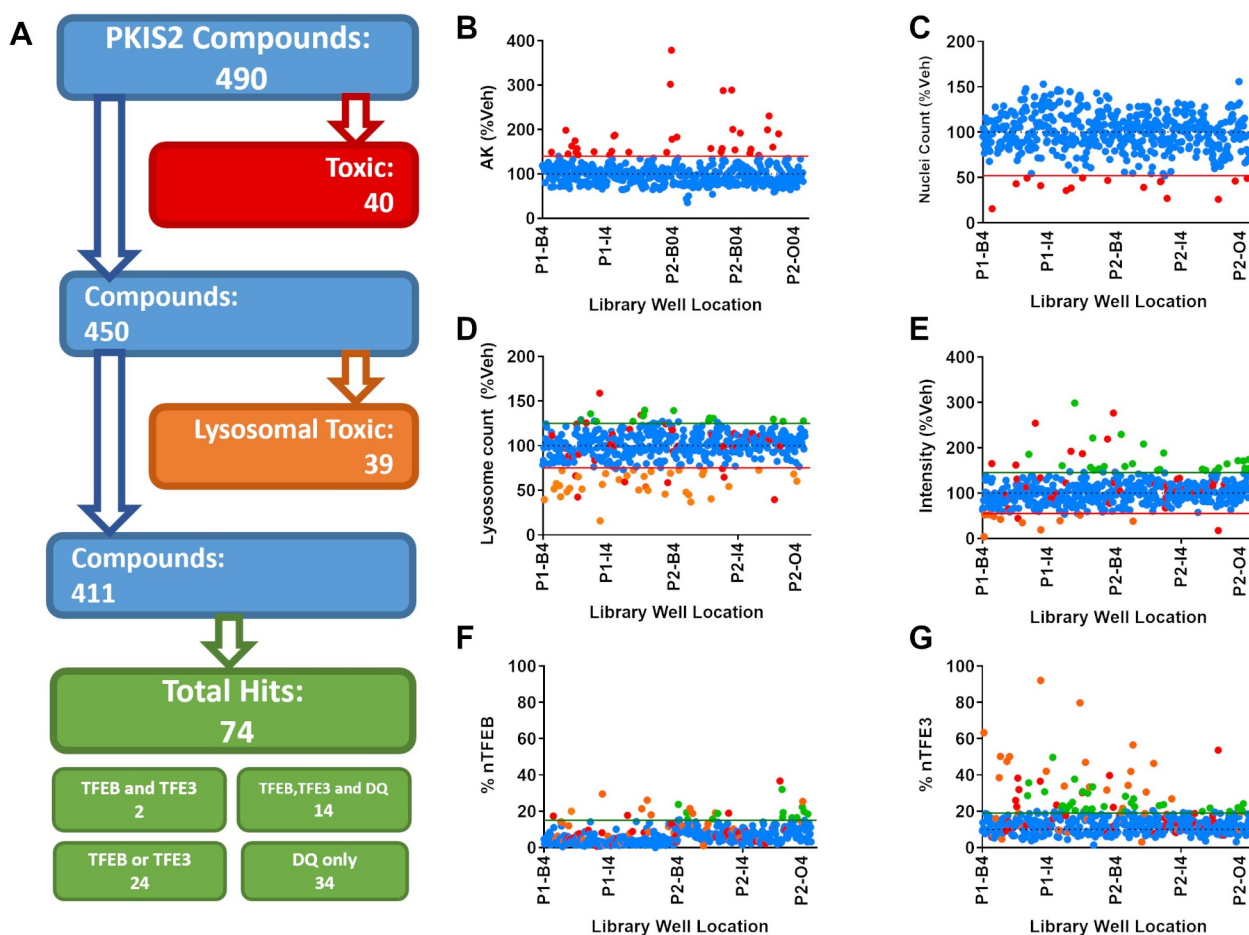 A
PKIS2 Compounds:
490
Toxic:
40
Compounds:
450
Lysosomal Toxic:
39
Compounds:
411
Total Hits:
74
TFEB and TFE3
2
TFEB,TFE3 and DQ
14
TFEB or TFE3
24
DQ only
34
B
AK (%Veh)
400
300
200
100
0
P1-B4
P1-I4
P2-B04
P2-B04
P2-O04
Library Well Location
C
Nuclei Count (%Veh)
200
150
100
50
0
P1-B4
P1-I4
P2-B4
P2-I4
P2-O4
Library Well Location
D
Lysosome count (%Veh)
200
150
100
50
0
P1-B4
P1-I4
P2-B4
P2-I4
P2-O4
Library Well Location
E
Intensity (%Veh)
400
300
200
100
0
P1-B4
P1-I4
P2-B4
P2-I4
P2-O4
Library Well Location
F
% nTFEB
100
80
60
40
20
0
P1-B4
P1-I4
P2-B4
P2-I4
P2-O4
Library Well Location
G
% nTFE3
100
80
60
40
20
0
P1-B4
P1-I4
P2-B4
P2-I4
P2-O4
Library Well Location